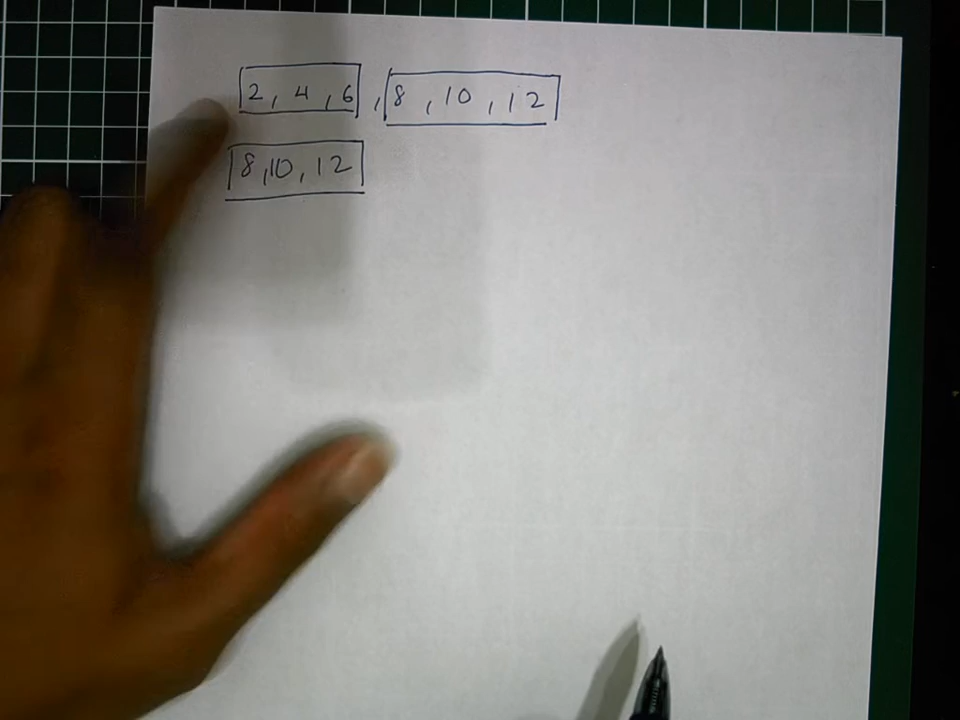 2, 4, 6, 8, 10, 12
8, 10, 12